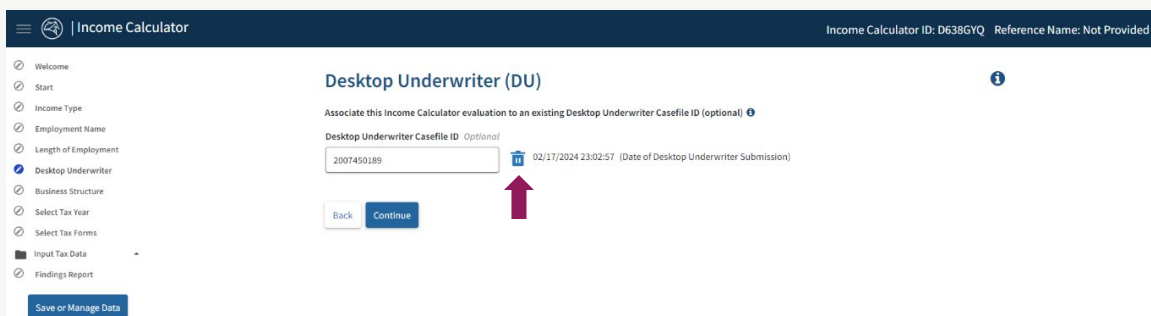 | Income Calculator
Income Calculator ID: D638GYQ Reference Name: Not Provided
Welcome
Start
Income Type
Employment Name
Length of Employment
Desktop Underwriter
Business Structure
Select Tax Year
Select Tax Forms
Input Tax Data
Findings Report
Save or Manage Data
Desktop Underwriter (DU)
Associate this Income Calculator evaluation to an existing Desktop Underwriter Casefile ID (optional)
Desktop Underwriter Casefile ID Optional
2007450189
02/17/2024 23:02:57 (Date of Desktop Underwriter Submission)
Back Continue